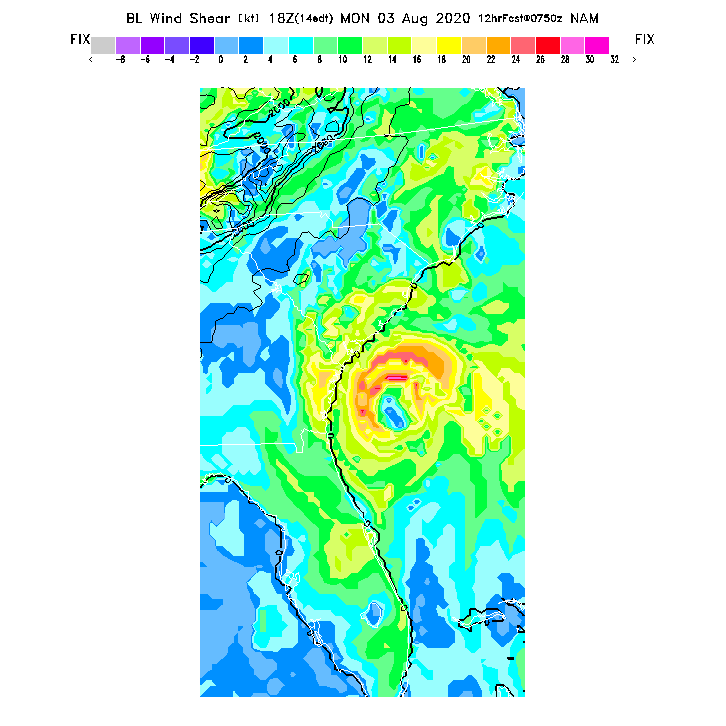 BL Wind Shear [kt] 18Z(14edt) MON 03 Aug 2020 12hrFcst@0750z NAM
FIX FIX
< -8 -6 -4 -2 0 2 4 6 8 10 12 14 16 18 20 22 24 26 28 30 32 >
2000